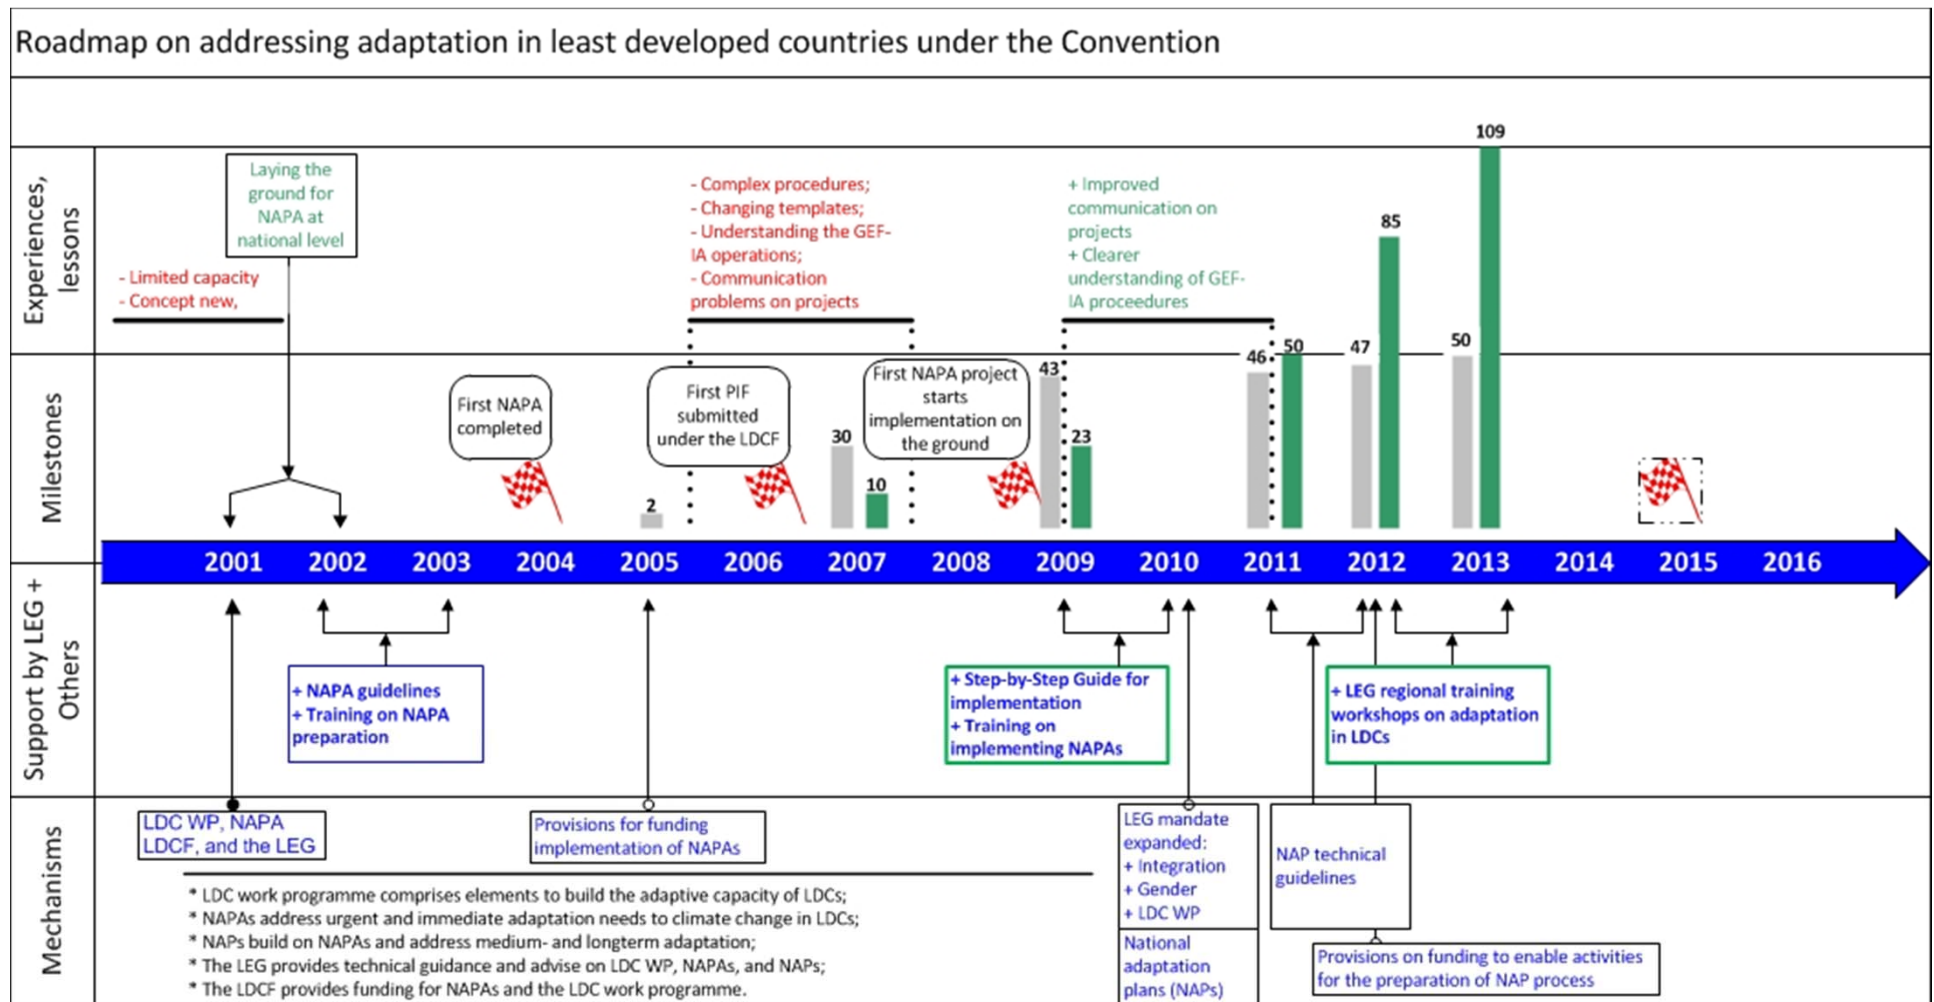 Roadmap on addressing adaptation in least developed countries under the Convention
Experiences,
lessons
Laying the
ground for
NAPA at
national level
- Limited capacity
- Concept new,
- Complex procedures;
- Changing templates;
- Understanding the GEF-
IA operations;
- Communication
problems on projects
+ Improved
communication on
projects
+ Clearer
understanding of GEF-
IA proceedures
109
85
Milestones
First NAPA
completed
First PIF
submitted
under the LDCF
First NAPA project
starts
implementation on
the ground
2
30
10
43
23
46
50
47
50
2001 2002 2003 2004 2005 2006 2007 2008 2009 2010 2011 2012 2013 2014 2015 2016
Support by LEG +
Others
+ NAPA guidelines
+ Training on NAPA
preparation
+ Step-by-Step Guide for
implementation
+ Training on
implementing NAPAs
+ LEG regional training
workshops on adaptation
in LDCs
Mechanisms
LDC WP, NAPA
LDCF, and the LEG
Provisions for funding
implementation of NAPAs
LEG mandate
expanded:
+ Integration
+ Gender
+ LDC WP
National
adaptation
plans (NAPs)
NAP technical
guidelines
Provisions on funding to enable activities
for the preparation of NAP process
* LDC work programme comprises elements to build the adaptive capacity of LDCs;
* NAPAs address urgent and immediate adaptation needs to climate change in LDCs;
* NAPs build on NAPAs and address medium- and longterm adaptation;
* The LEG provides technical guidance and advise on LDC WP, NAPAs, and NAPs;
* The LDCF provides funding for NAPAs and the LDC work programme.